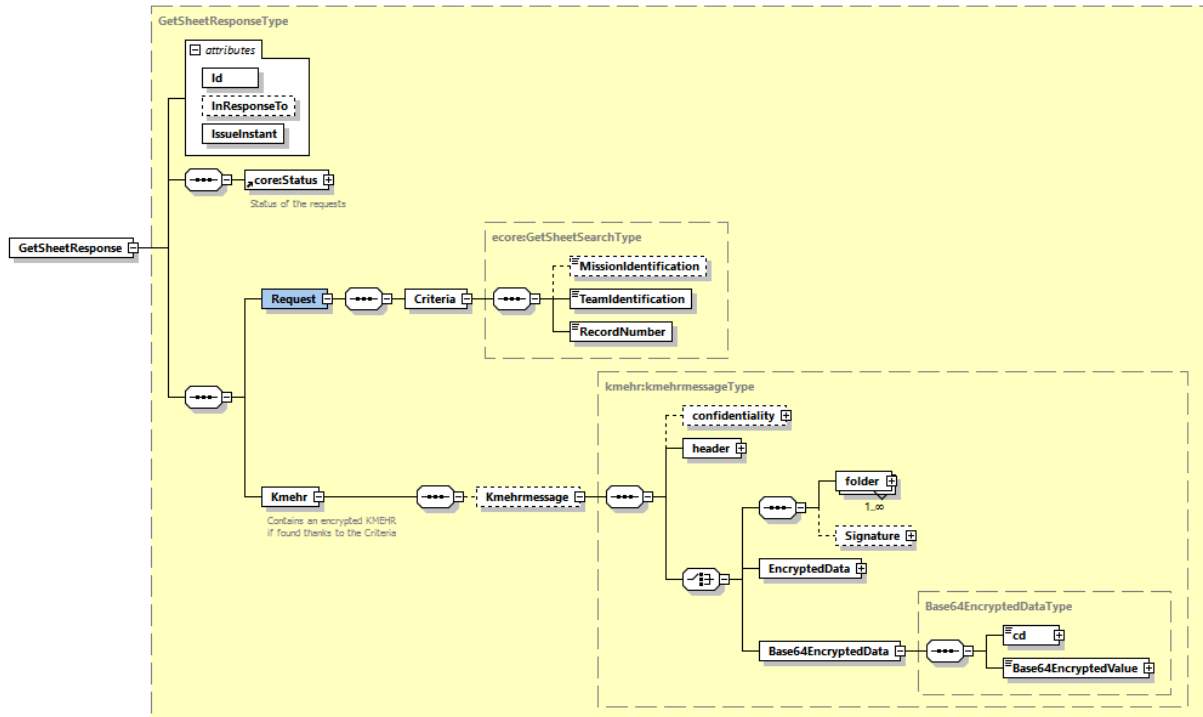 GetSheetResponseType
attributes
Id
InResponseTo
IssueInstant
core:Status
Status of the requests
GetSheetResponse
ecore:GetSheetSearchType
MissionIdentification
Request
Criteria
TeamIdentification
RecordNumber
kmehr:kmehrmessageType
confidentiality
header
folder
1..∞
Kmehr
Kmehrmessage
Contains an encrypted KMEHR
if found thanks to the Criteria
Signature
EncryptedData
Base64EncryptedDataType
cd
Base64EncryptedData
Base64EncryptedValue